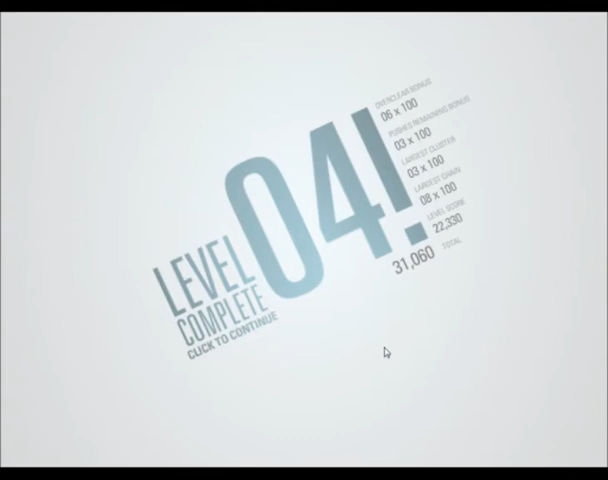 LEVEL
COMPLETE
CLICK TO CONTINUE
04!
OVERCLEAR BONUS
06 x 100
PUSHES REMAINING BONUS
03 x 100
LARGEST CLUSTER
03 x 100
LARGEST CHAIN
08 x 100
LEVEL SCORE
22,330
TOTAL
31,060